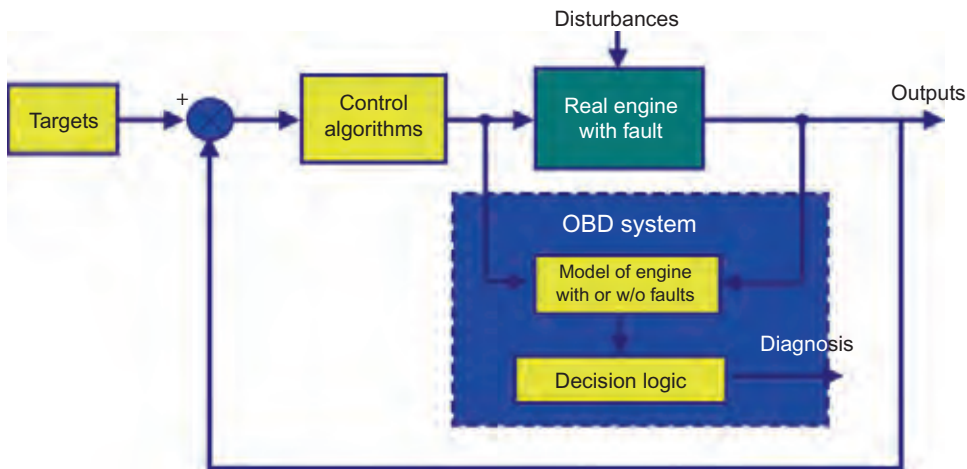 Disturbances
Targets
+
Control
algorithms
Real engine
with fault
Outputs
OBD system
Model of engine
with or w/o faults
Diagnosis
Decision logic